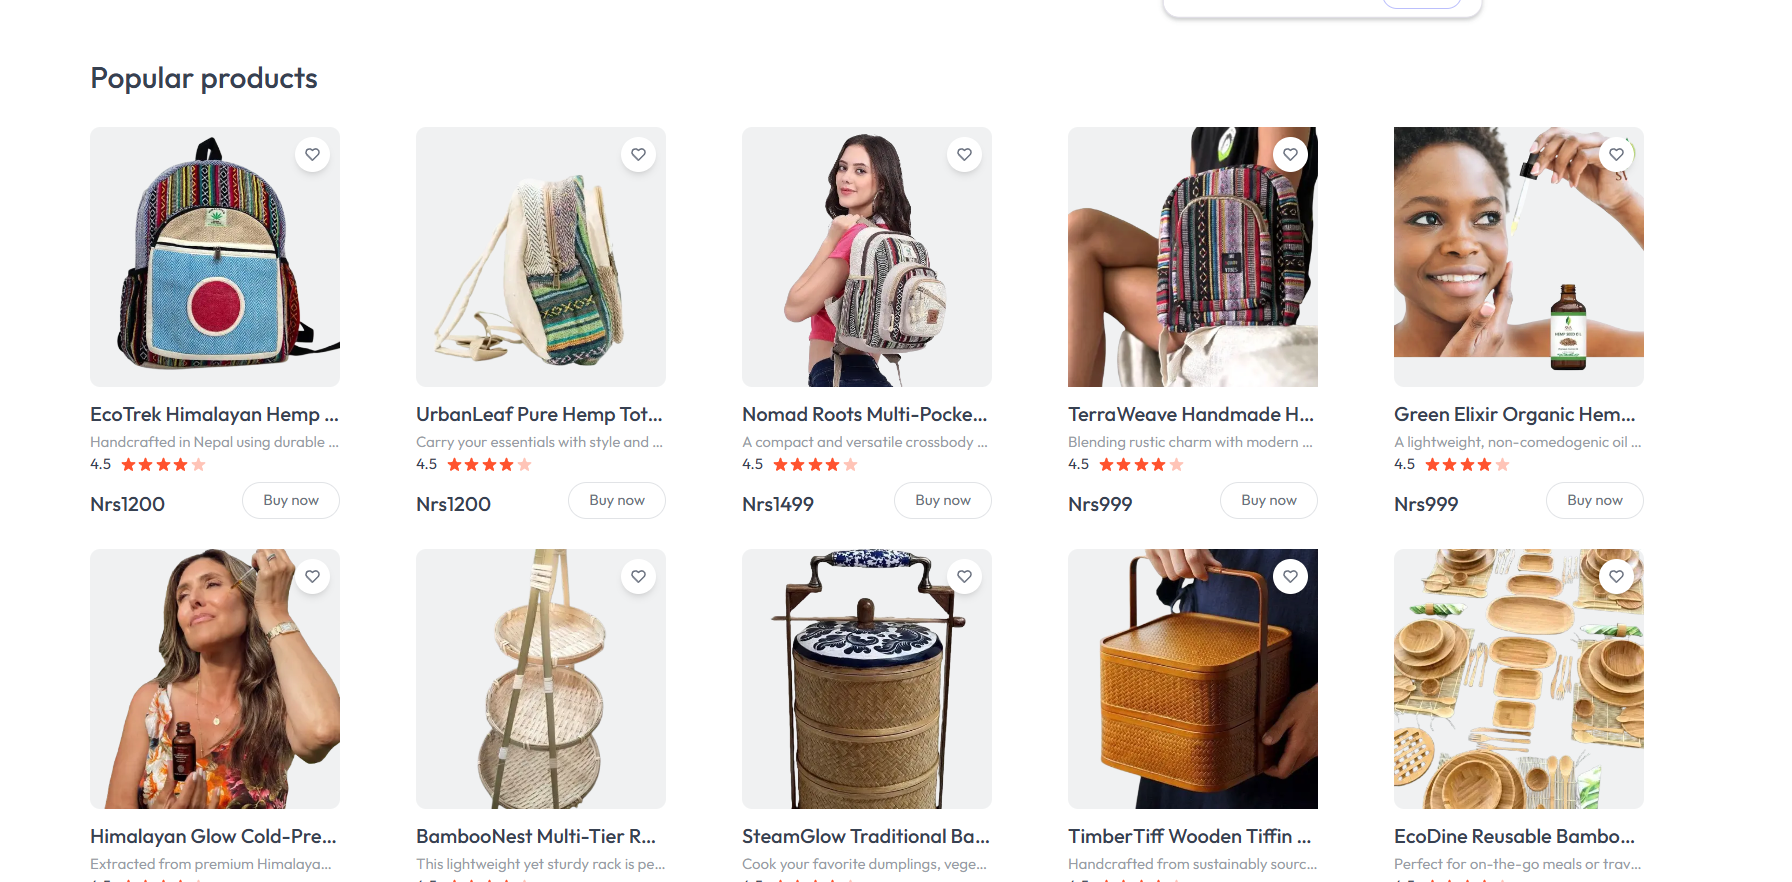 Popular products
EcoTrek Himalayan Hemp ...
Handcrafted in Nepal using durable ...
4.5
Nrs1200
Buy now
UrbanLeaf Pure Hemp Tot...
Carry your essentials with style and ...
4.5
Nrs1200
Buy now
Nomad Roots Multi-Pocke...
A compact and versatile crossbody ...
4.5
Nrs1499
Buy now
TerraWeave Handmade H...
Blending rustic charm with modern ...
4.5
Nrs999
Buy now
HEMP SEED OIL
Green Elixir Organic Hem...
A lightweight, non-comedogenic oil ...
4.5
Nrs999
Buy now
Himalayan Glow Cold-Pre...
Extracted from premium Himalaya...
BambooNest Multi-Tier R...
This lightweight yet sturdy rack is pe...
SteamGlow Traditional Ba...
Cook your favorite dumplings, vege...
TimberTiff Wooden Tiffin ...
Handcrafted from sustainably sourc...
EcoDine Reusable Bambo...
Perfect for on-the-go meals or trav...